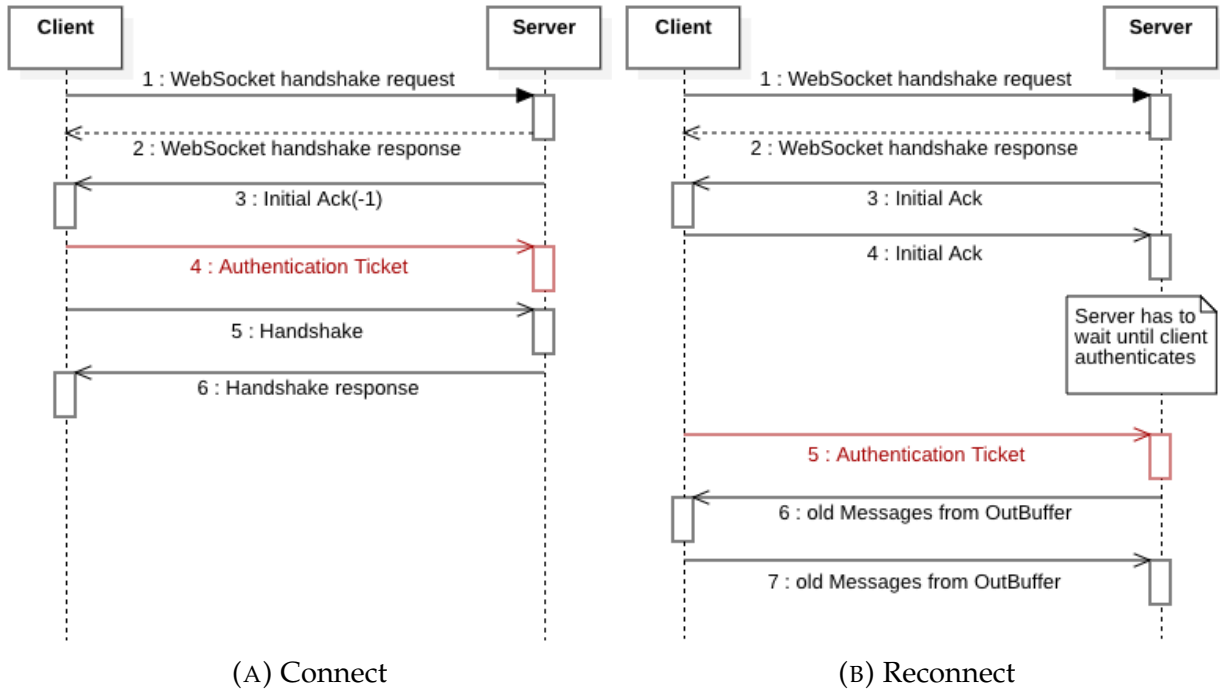 Client
Server
1 : WebSocket handshake request
2 : WebSocket handshake response
3 : Initial Ack(-1)
4 : Authentication Ticket
5 : Handshake
6 : Handshake response
(A) Connect
Client
Server
1 : WebSocket handshake request
2 : WebSocket handshake response
3 : Initial Ack
4 : Initial Ack
Server has to
wait until client
authenticates
5 : Authentication Ticket
6 : old Messages from OutBuffer
7 : old Messages from OutBuffer
(B) Reconnect